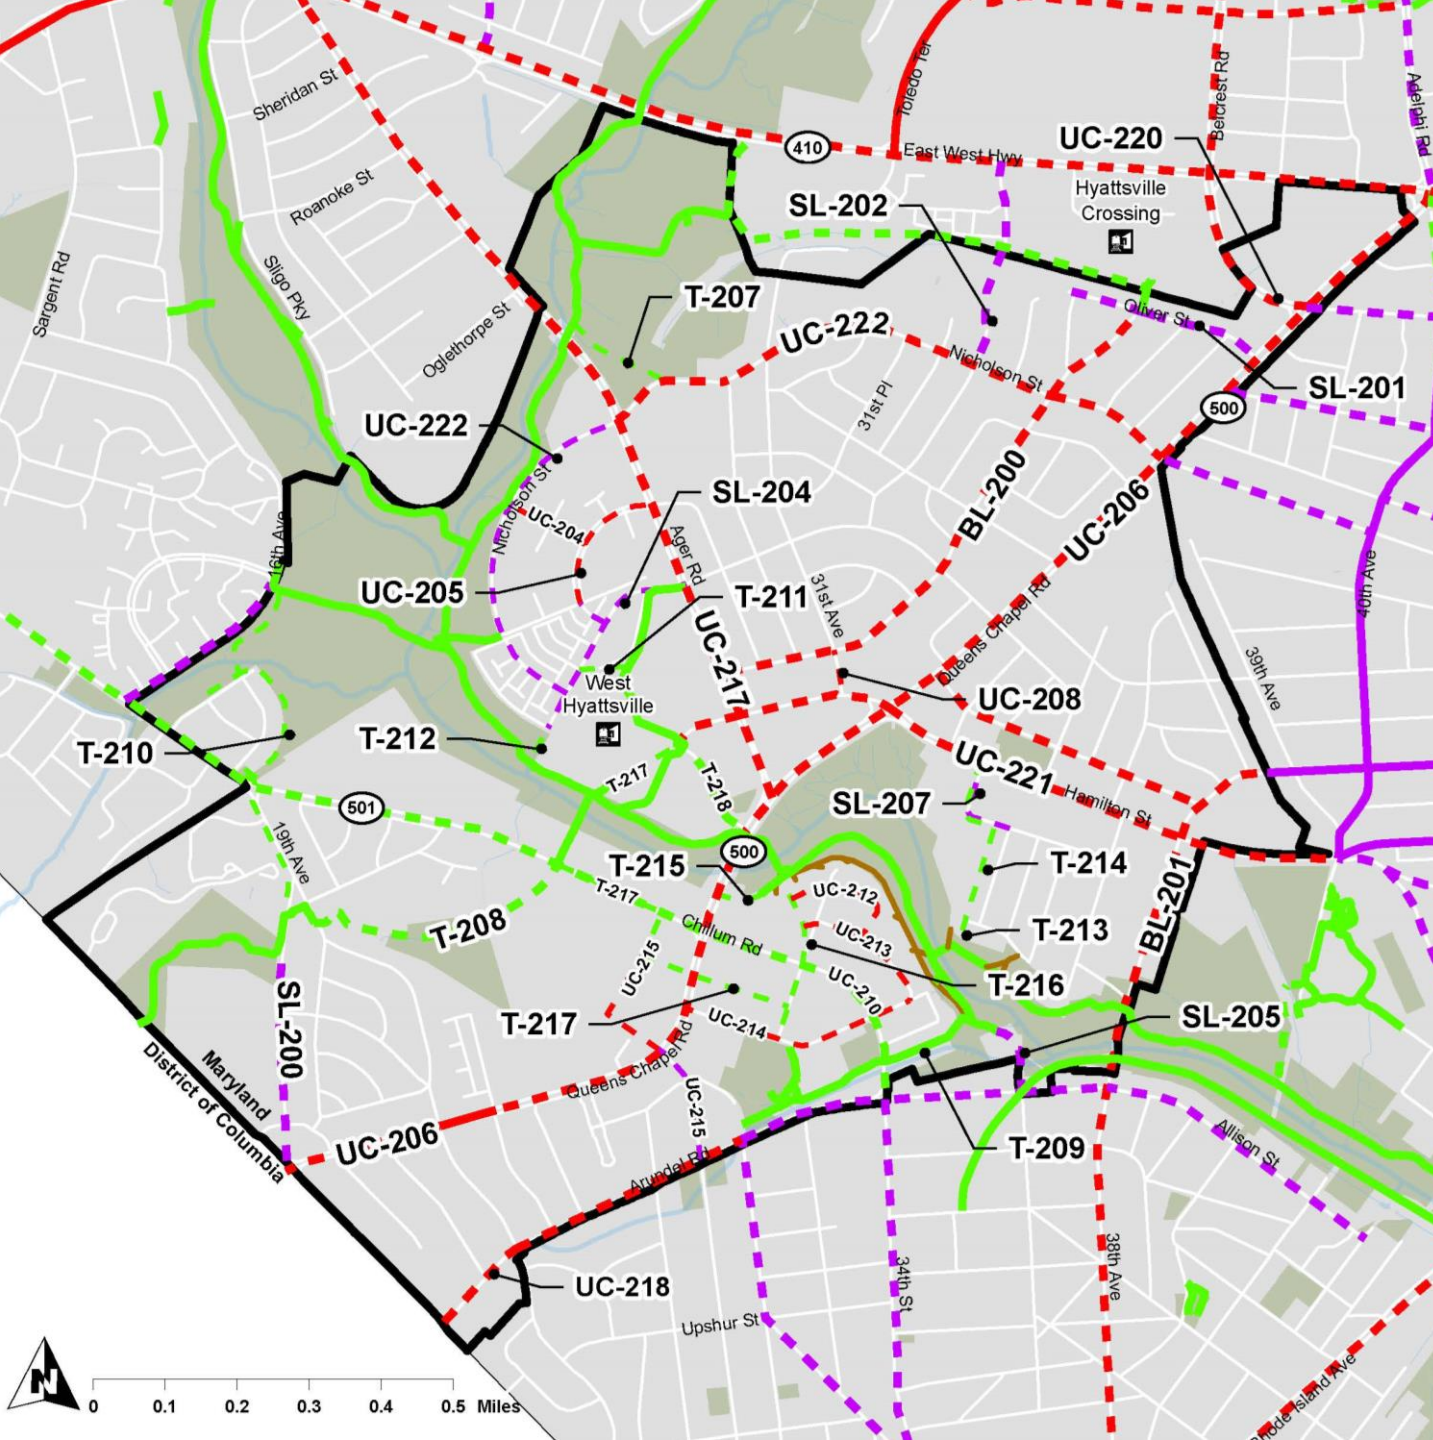 Toledo Ter
Belcrest Rd
Adelphi Rd
Sheridan St
410
East West Hwy
UC-220
Hyattsville
Crossing
Roanoke St
SL-202
Sargent Rd
Sligo Pky
T-207
UC-222
Oliver St
Oglethorpe St
Nicholson St
31st Pl
SL-201
500
UC-222
SL-204
Nicholson St
UC-204
BL-200
UC-206
16th Ave
Ager Rd
UC-205
T-211
31st Ave
40th Ave
Queens Chapel Rd
UC-217
39th Ave
West
Hyattsville
UC-208
T-210
T-212
T-217
T-218
UC-221
Hamilton St
SL-207
501
19th Ave
500
T-215
T-214
T-217
UC-212
BL-201
T-208
Chillum Rd
UC-213
T-213
UC-215
UC-210
T-216
SL-200
T-217
UC-214
SL-205
Maryland
District of Columbia
Queens Chapel Rd
UC-215
UC-206
Allison St
T-209
Arundel Rd
UC-218
34th St
38th Ave
Upshur St
Rhode Island Ave
N
0 0.1 0.2 0.3 0.4 0.5 Miles